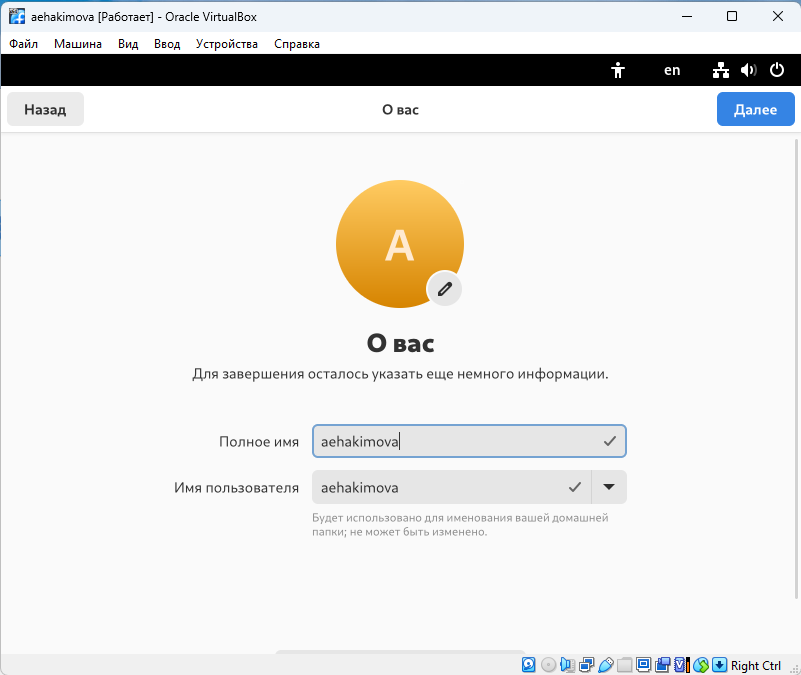 aehakimova [Работает] - Oracle VirtualBox
Файл Машина Вид Ввод Устройства Справка
en
Назад О вас Далее
A
О вас
Для завершения осталось указать еще немного информации.
Полное имя aehakimova
Имя пользователя aehakimova
Будет использовано для именования вашей домашней
папки; не может быть изменено.
Right Ctrl